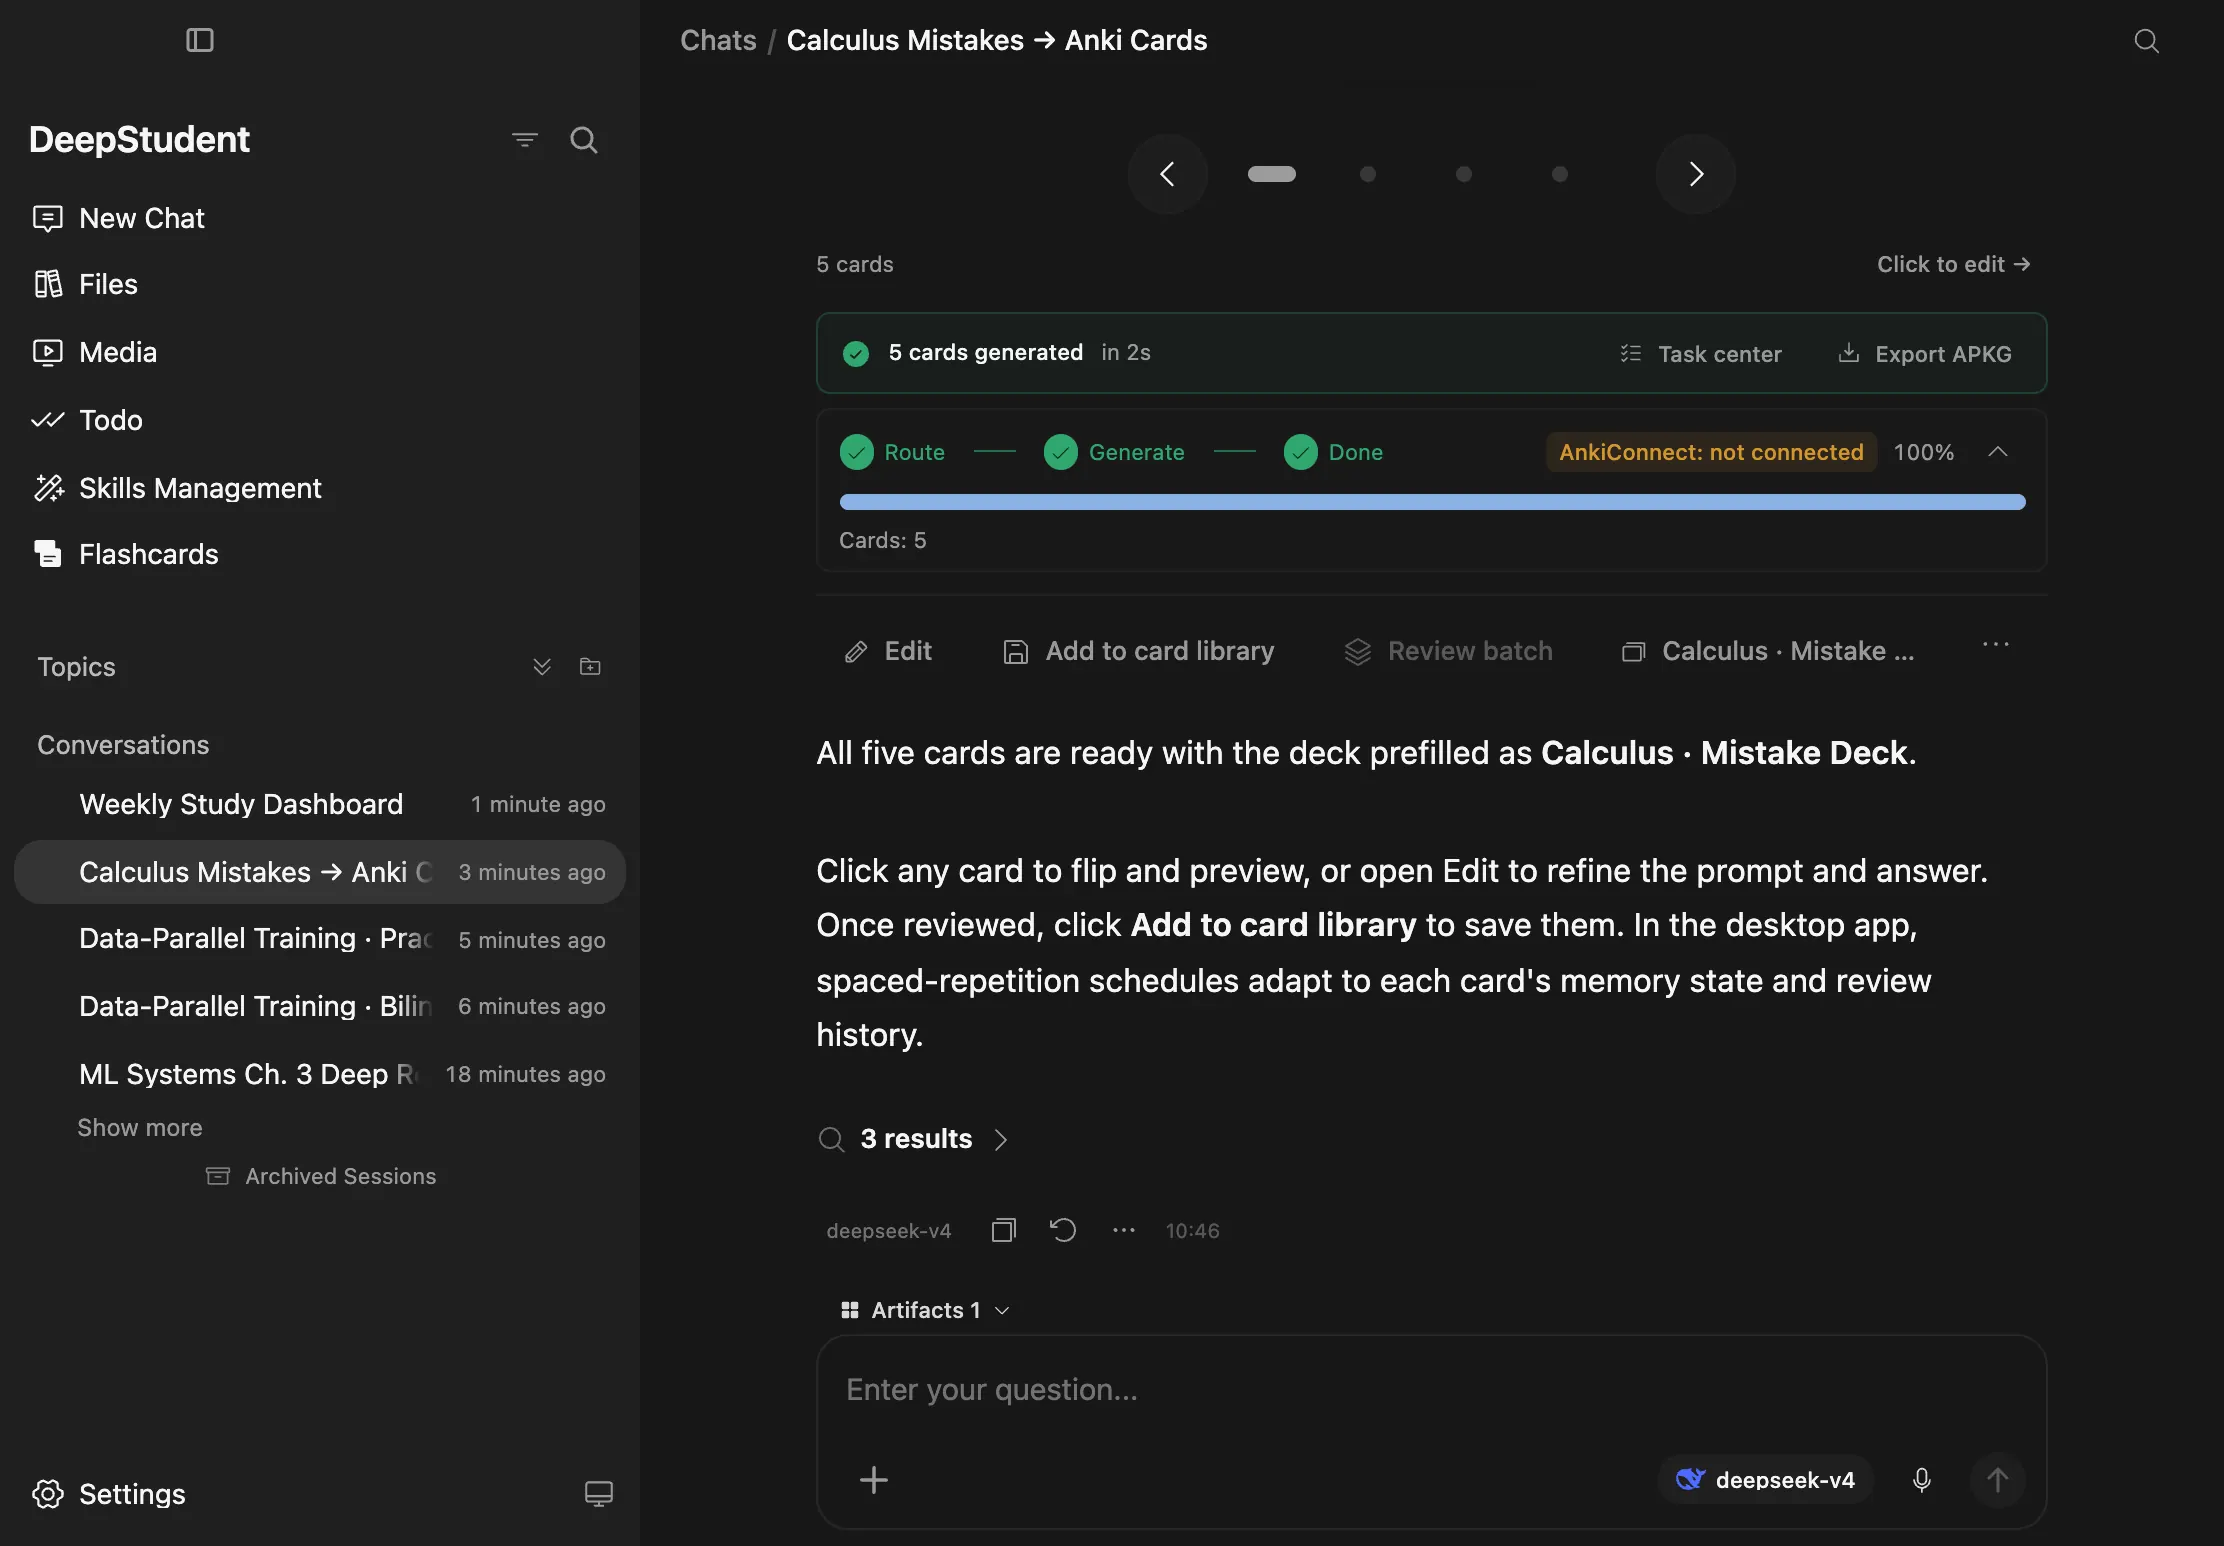 DeepStudent
New Chat
Files
Media
Todo
Skills Management
Flashcards
Topics
Conversations
Weekly Study Dashboard 1 minute ago
Calculus Mistakes → Anki C 3 minutes ago
Data-Parallel Training · Prac 5 minutes ago
Data-Parallel Training · Bilin 6 minutes ago
ML Systems Ch. 3 Deep Re 18 minutes ago
Show more
Archived Sessions
Settings
Chats / Calculus Mistakes → Anki Cards
5 cards Click to edit →
5 cards generated in 2s Task center Export APKG
Route Generate Done AnkiConnect: not connected 100%
Cards: 5
Edit Add to card library Review batch Calculus · Mistake ... ...
All five cards are ready with the deck prefilled as Calculus · Mistake Deck.
Click any card to flip and preview, or open Edit to refine the prompt and answer.
Once reviewed, click Add to card library to save them. In the desktop app,
spaced-repetition schedules adapt to each card's memory state and review
history.
3 results
deepseek-v4 ... 10:46
Artifacts 1
Enter your question...
deepseek-v4